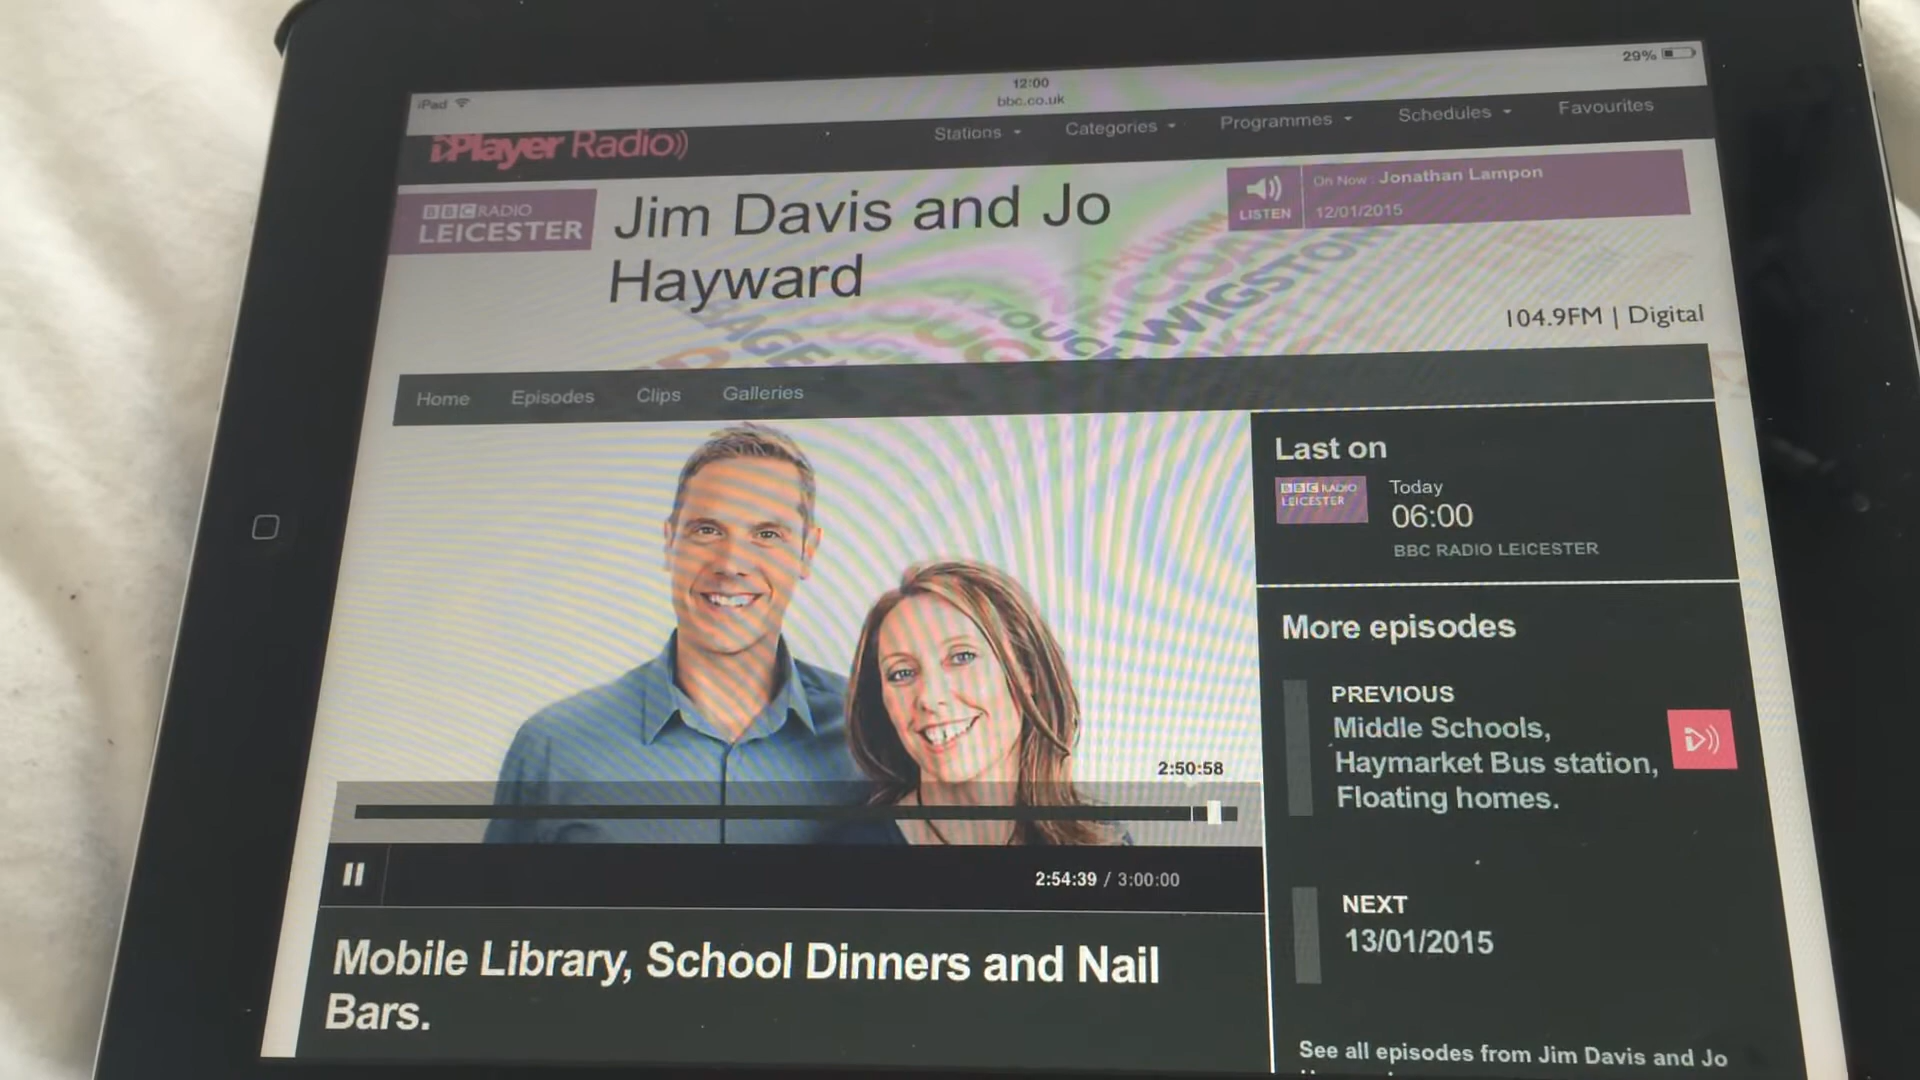 iPad
12:00
29%
bbc.co.uk
iPlayer Radio
Stations
Categories
Programmes
Schedules
Favourites
BBC RADIO
LEICESTER
Jim Davis and Jo
Hayward
LISTEN
On Now : Jonathan Lampon
12/01/2015
WIGSTON
104.9FM | Digital
Home
Episodes
Clips
Galleries
Last on
BBC RADIO
LEICESTER
Today
06:00
BBC RADIO LEICESTER
More episodes
PREVIOUS
Middle Schools,
Haymarket Bus station,
Floating homes.
NEXT
13/01/2015
See all episodes from Jim Davis and Jo
2:50:58
2:54:39 / 3:00:00
Mobile Library, School Dinners and Nail
Bars.